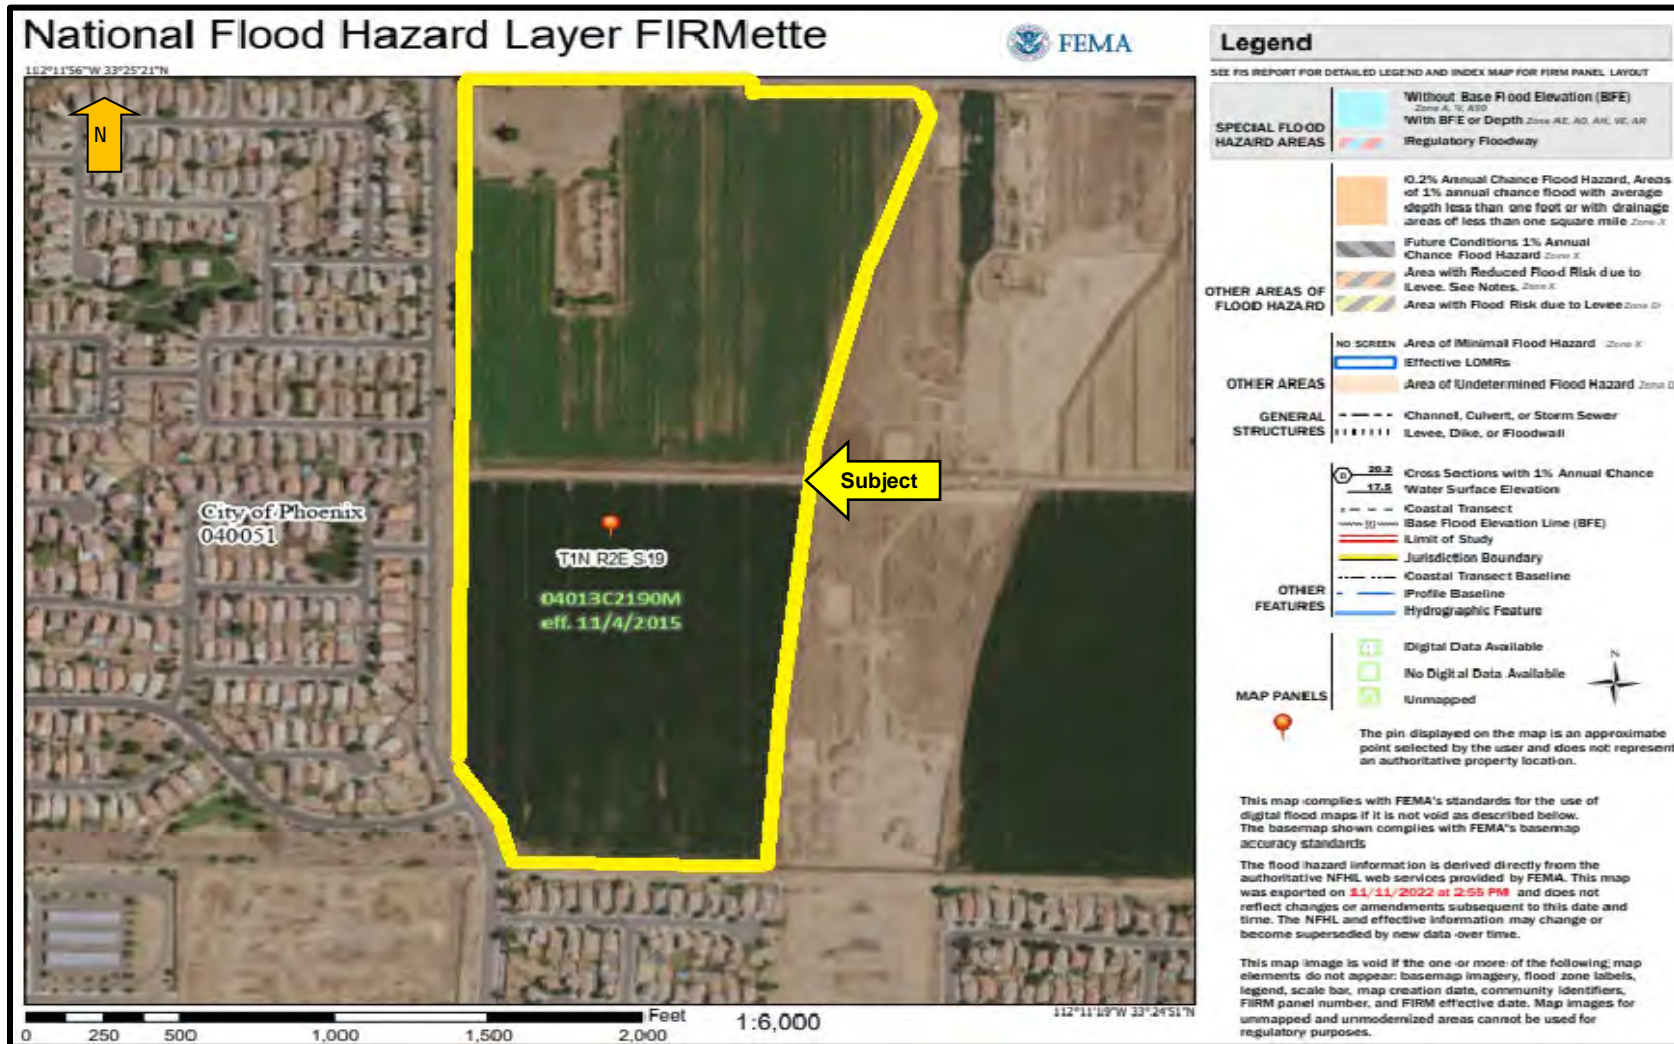 National Flood Hazard Layer FIRMette
FEMA
112°11'56"W 33°25'21"N
N
City of Phoenix
040051
T1N R2E S19
04013C2190M
eff. 11/4/2015
Subject
0 250 500 1,000 1,500 2,000
Feet
1:6,000
112°11'19"W 33°24'51"N
Legend
SEE FIS REPORT FOR DETAILED LEGEND AND INDEX MAP FOR FIRM PANEL LAYOUT
SPECIAL FLOOD
HAZARD AREAS
Without Base Flood Elevation (BFE)
Zone A, V, A99
With BFE or Depth Zone AE, AO, AH, VE, AR
Regulatory Floodway
OTHER AREAS OF
FLOOD HAZARD
0.2% Annual Chance Flood Hazard, Areas
of 1% annual chance flood with average
depth less than one foot or with drainage
areas of less than one square mile Zone X
Future Conditions 1% Annual
Chance Flood Hazard Zone X
Area with Reduced Flood Risk due to
Levee. See Notes. Zone X
Area with Flood Risk due to Levee Zone D
OTHER AREAS
NO SCREEN Area of Minimal Flood Hazard Zone X
Effective LOMRs
Area of Undetermined Flood Hazard Zone D
GENERAL
STRUCTURES
Channel, Culvert, or Storm Sewer
Levee, Dike, or Floodwall
OTHER
FEATURES
B 20.2 Cross Sections with 1% Annual Chance
17.5 Water Surface Elevation
Coastal Transect
Base Flood Elevation Line (BFE)
Limit of Study
Jurisdiction Boundary
Coastal Transect Baseline
Profile Baseline
Hydrographic Feature
MAP PANELS
Digital Data Available
No Digital Data Available
Unmapped
N
The pin displayed on the map is an approximate
point selected by the user and does not represent
an authoritative property location.
This map complies with FEMA's standards for the use of
digital flood maps if it is not void as described below.
The basemap shown complies with FEMA's basemap
accuracy standards
The flood hazard information is derived directly from the
authoritative NFHL web services provided by FEMA. This map
was exported on 11/11/2022 at 2:55 PM and does not
reflect changes or amendments subsequent to this date and
time. The NFHL and effective information may change or
become superseded by new data over time.
This map image is void if the one or more of the following map
elements do not appear: basemap imagery, flood zone labels,
legend, scale bar, map creation date, community identifiers,
FIRM panel number, and FIRM effective date. Map images for
unmapped and unmodernized areas cannot be used for
regulatory purposes.